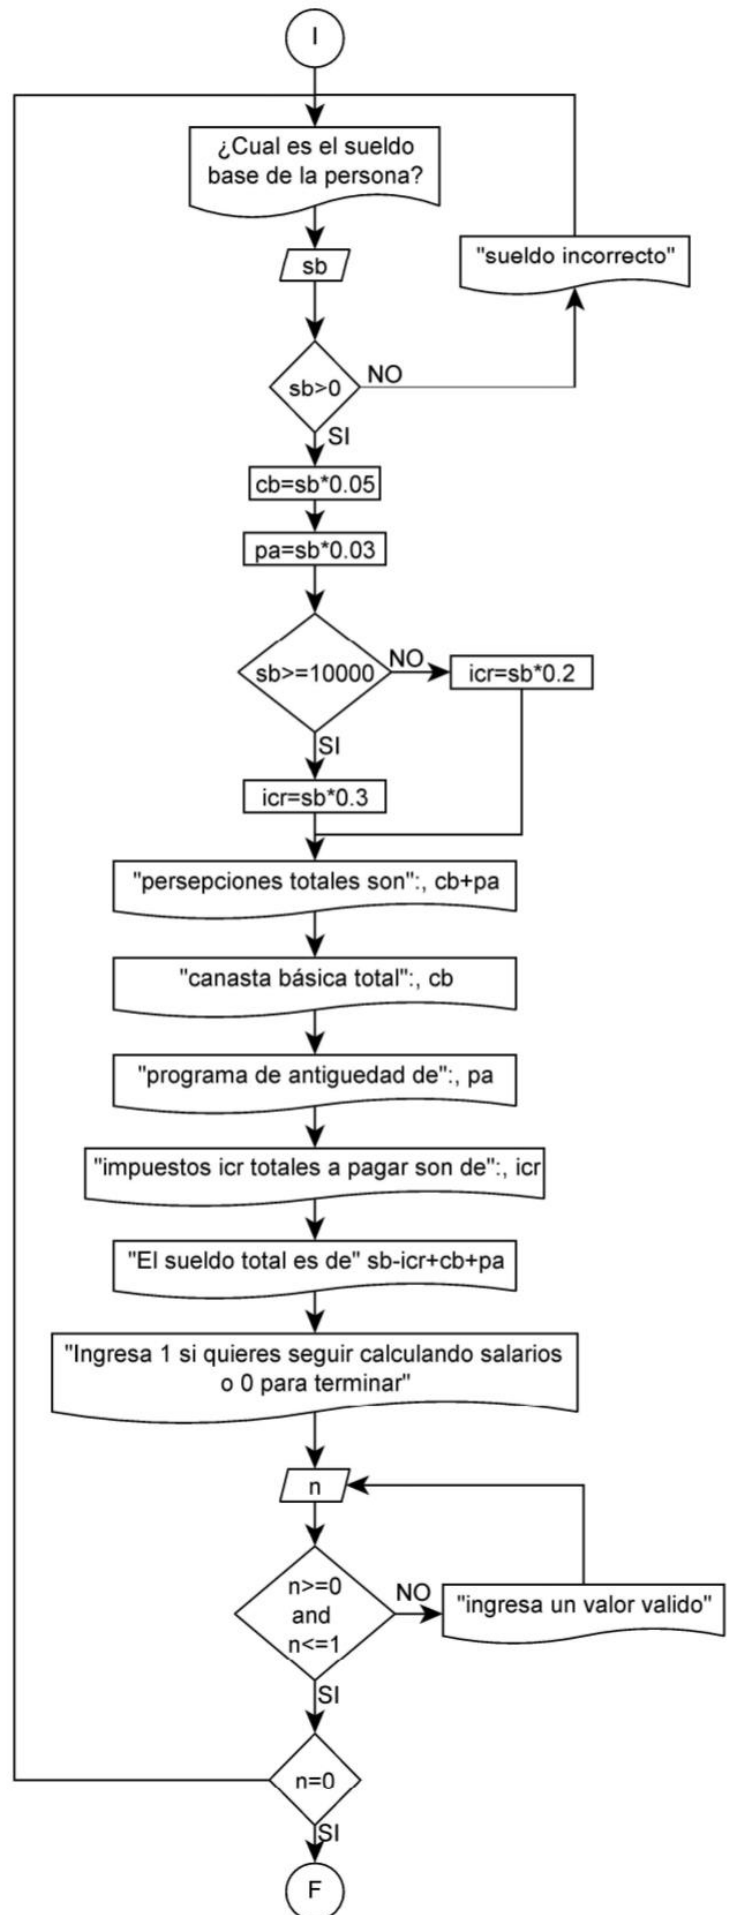 I
¿Cual es el sueldo
base de la persona?
"sueldo incorrecto"
sb
sb>0
NO
SI
cb=sb*0.05
pa=sb*0.03
sb>=10000
NO
icr=sb*0.2
SI
icr=sb*0.3
"persepciones totales son":, cb+pa
"canasta básica total":, cb
"programa de antiguedad de":, pa
"impuestos icr totales a pagar son de":, icr
"El sueldo total es de" sb-icr+cb+pa
"Ingresa 1 si quieres seguir calculando salarios
o 0 para terminar"
n
n>=0
and
n<=1
NO
"ingresa un valor valido"
SI
n=0
SI
F